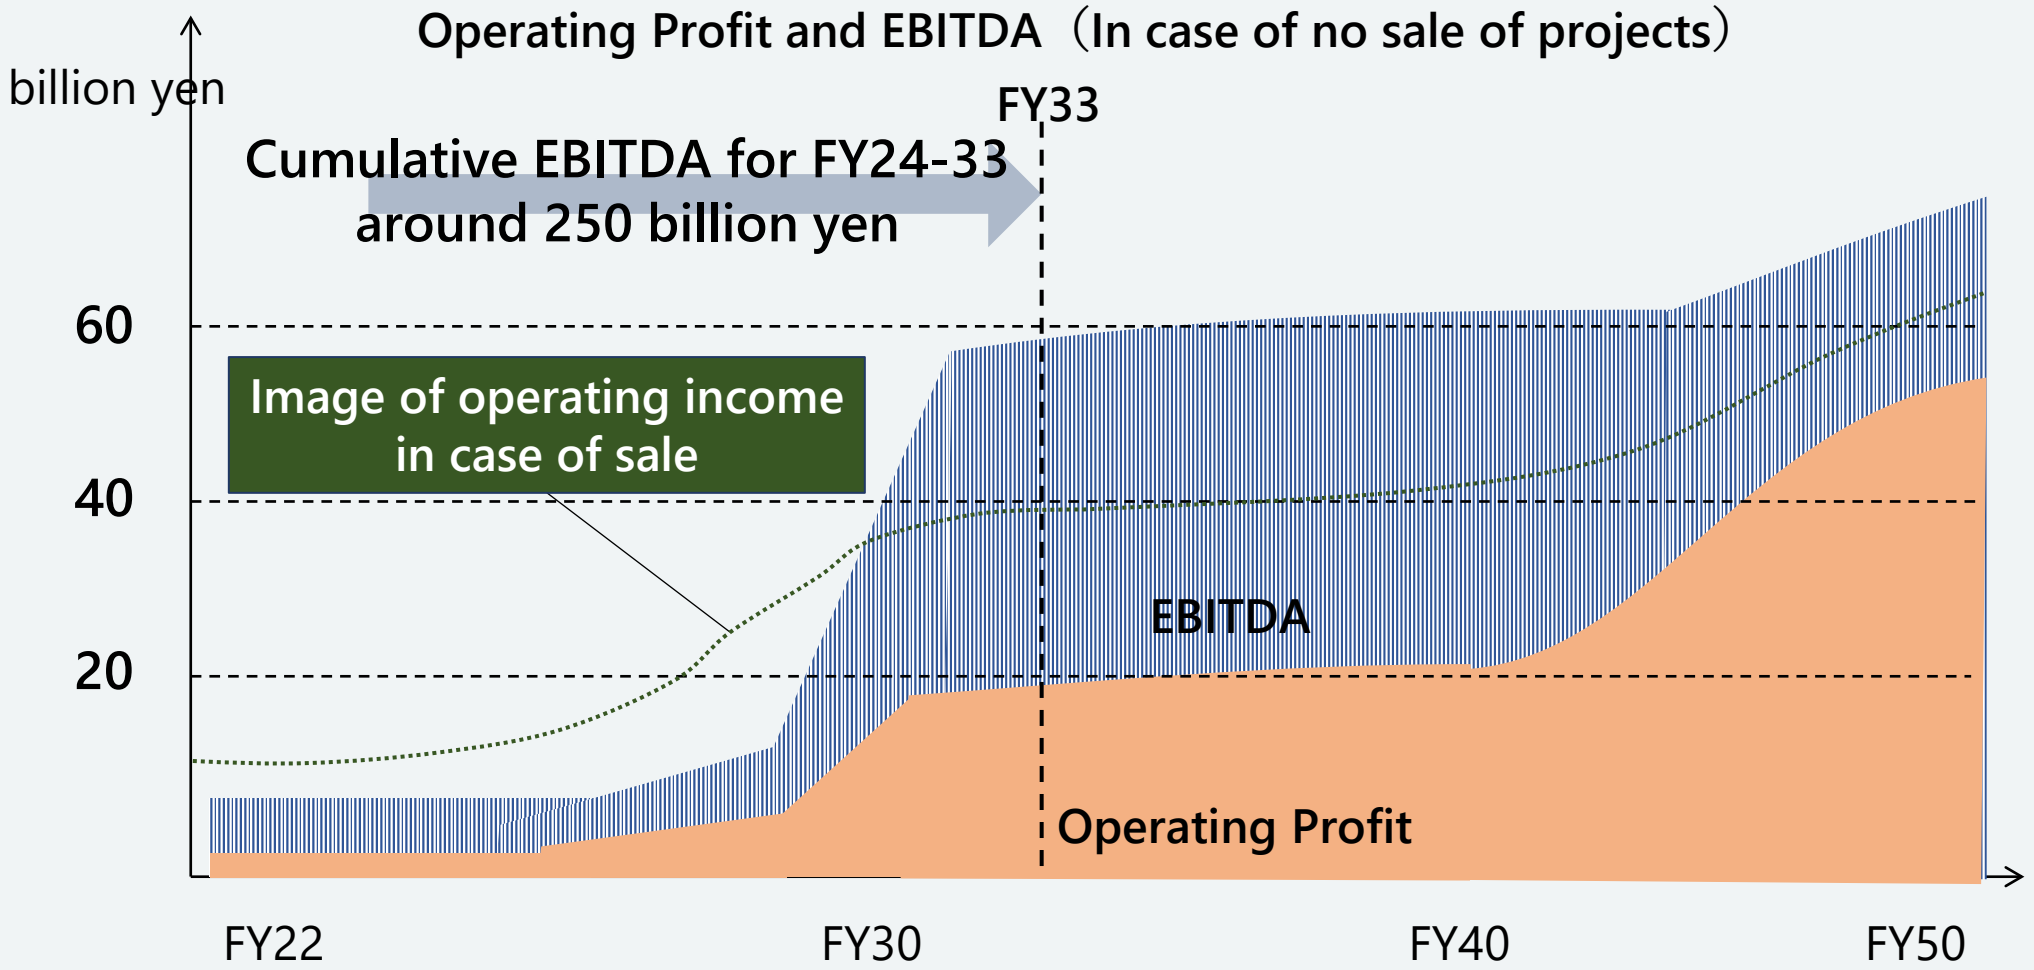 Operating Profit and EBITDA（In case of no sale of projects）
billion yen
FY33
Cumulative EBITDA for FY24-33
around 250 billion yen
60
Image of operating income
in case of sale
40
EBITDA
20
Operating Profit
FY22
FY30
FY40
FY50